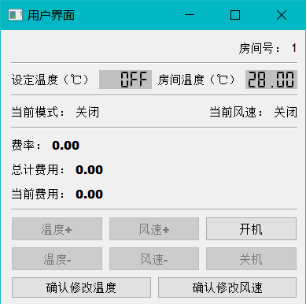 用户界面
房间号： 1
设定温度（℃） OFF 房间温度（℃） 28.00
当前模式： 关闭 当前风速： 关闭
费率： 0.00
总计费用： 0.00
当前费用： 0.00
温度+ 风速+ 开机
温度- 风速- 关机
确认修改温度 确认修改风速